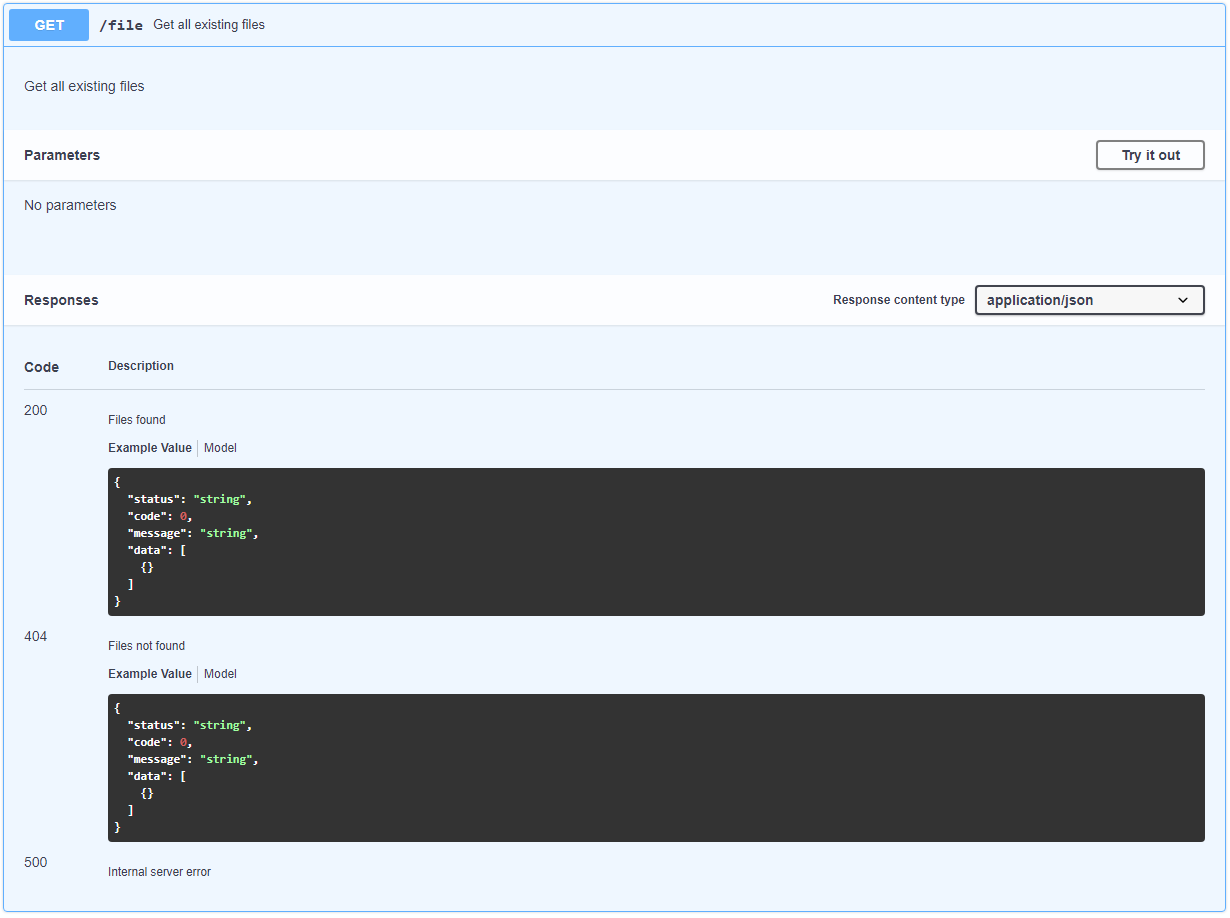 GET /file Get all existing files
Get all existing files
Parameters Try it out
No parameters
Responses Response content type application/json
Code Description
200
Files found
Example Value Model
{
  "status": "string",
  "code": 0,
  "message": "string",
  "data": [
    {}
  ]
}
404
Files not found
Example Value Model
{
  "status": "string",
  "code": 0,
  "message": "string",
  "data": [
    {}
  ]
}
500
Internal server error